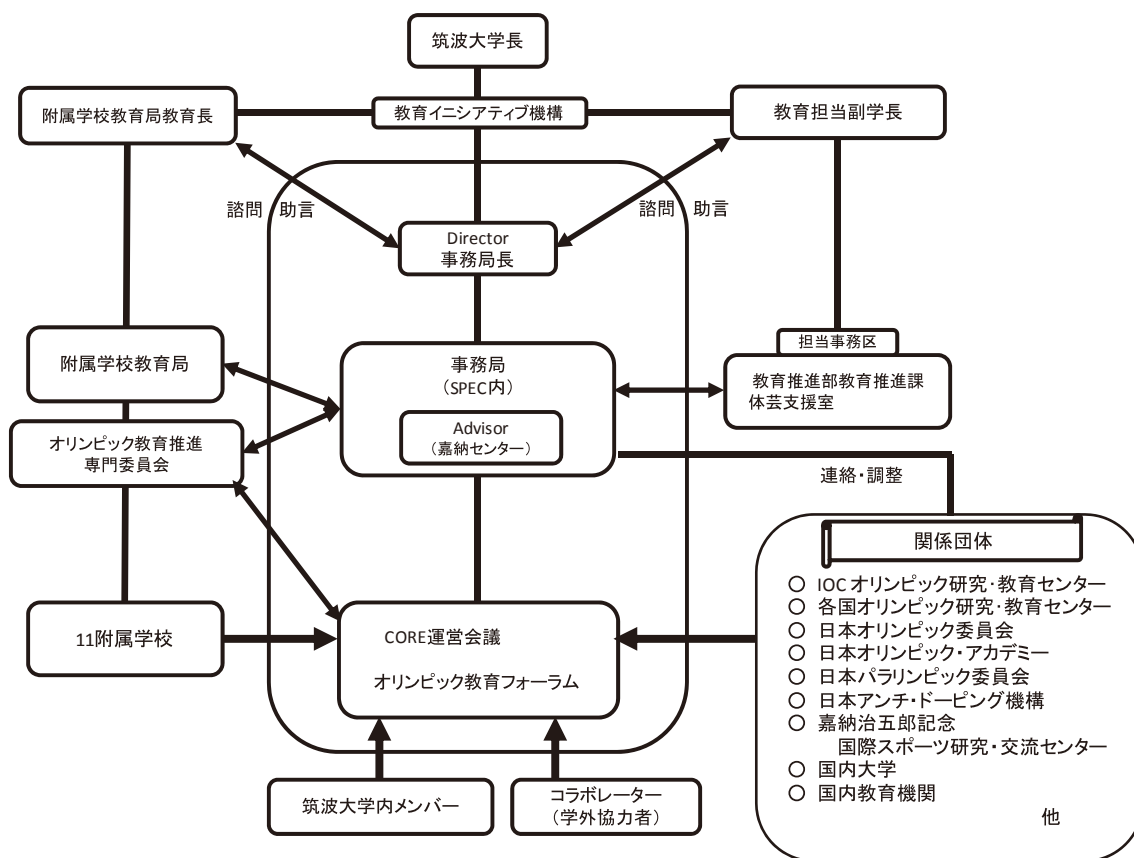 筑波大学長
附属学校教育局教育長
教育イニシアティブ機構
教育担当副学長
諮問 助言
諮問 助言
Director
事務局長
附属学校教育局
事務局
（SPEC内）
Advisor
（嘉納センター）
担当事務区
教育推進部教育推進課
体芸支援室
オリンピック教育推進
専門委員会
連絡・調整
関係団体
○ IOC オリンピック研究・教育センター
○ 各国オリンピック研究・教育センター
○ 日本オリンピック委員会
○ 日本オリンピック・アカデミー
○ 日本パラリンピック委員会
○ 日本アンチ・ドーピング機構
○ 嘉納治五郎記念
国際スポーツ研究・交流センター
○ 国内大学
○ 国内教育機関
他
11附属学校
CORE運営会議
オリンピック教育フォーラム
筑波大学内メンバー
コラボレーター
（学外協力者）